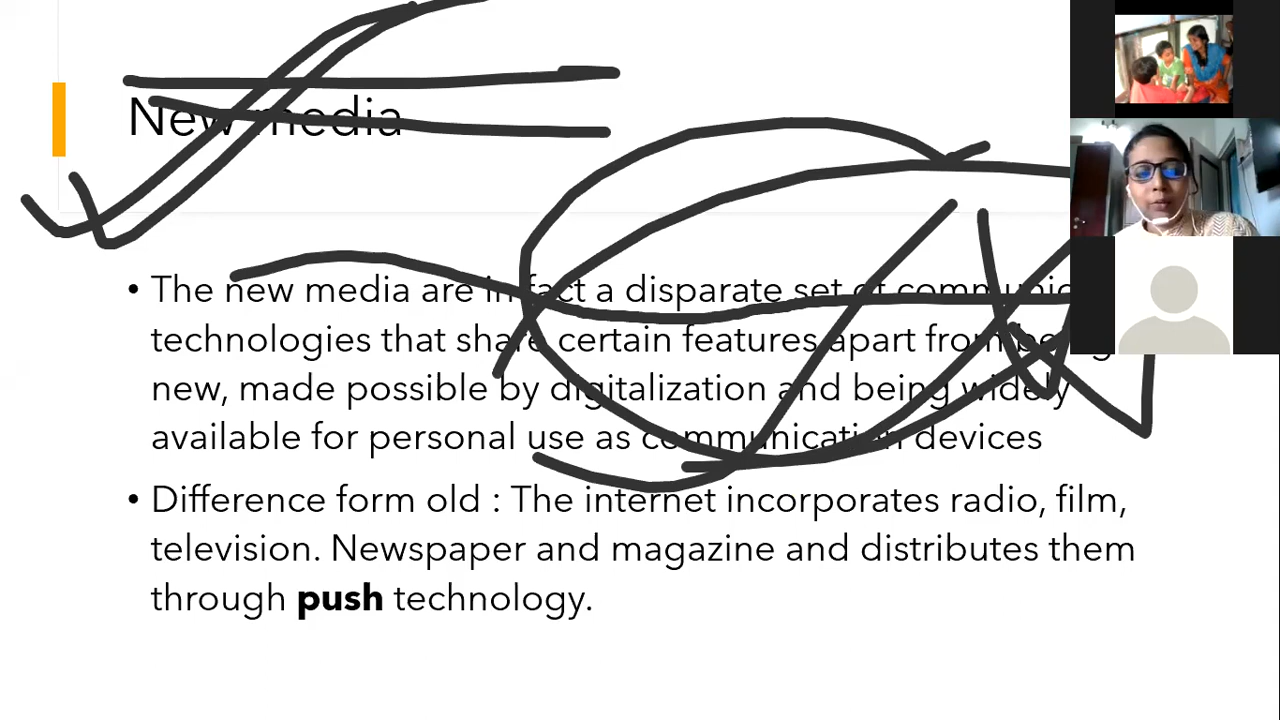 New media
• The new media are in fact a disparate set of communic
technologies that share certain features apart from being
new, made possible by digitalization and being widely
available for personal use as communication devices
• Difference form old : The internet incorporates radio, film,
television. Newspaper and magazine and distributes them
through push technology.